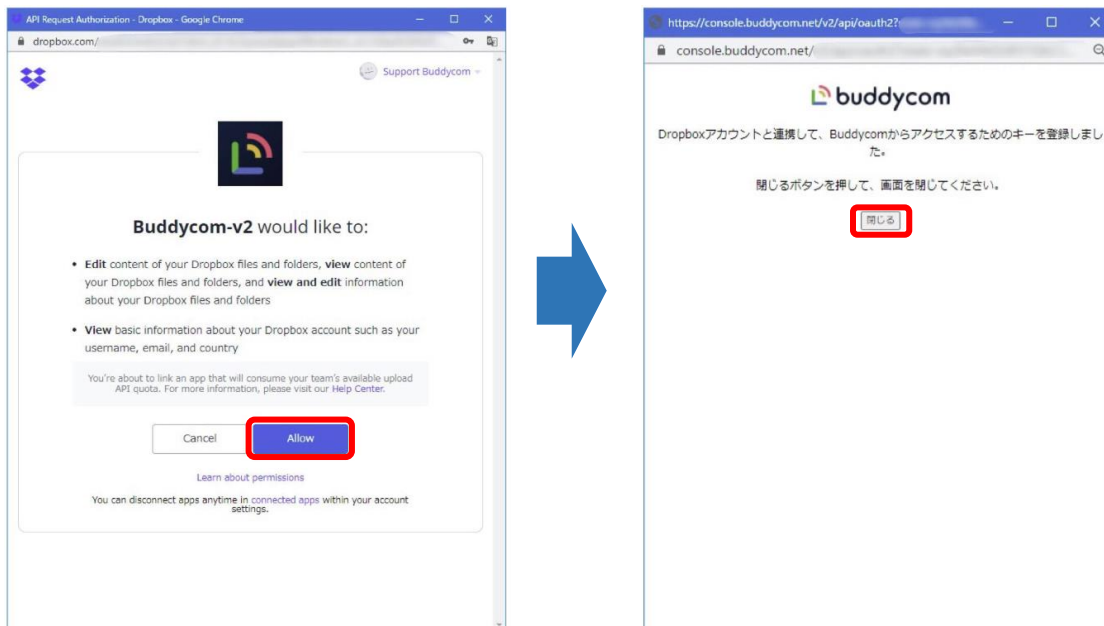 API Request Authorization - Dropbox - Google Chrome
dropbox.com/
Support Buddycom
Buddycom-v2 would like to:
• Edit content of your Dropbox files and folders, view content of
your Dropbox files and folders, and view and edit information
about your Dropbox files and folders
• View basic information about your Dropbox account such as your
username, email, and country
You're about to link an app that will consume your team's available upload
API quota. For more information, please visit our Help Center.
Cancel
Allow
Learn about permissions
You can disconnect apps anytime in connected apps within your account
settings.
https://console.buddycom.net/v2/api/oauth2?
console.buddycom.net/
buddycom
Dropboxアカウントと連携して、Buddycomからアクセスするためのキーを登録しまし
た。
閉じるボタンを押して、画面を閉じてください。
閉じる